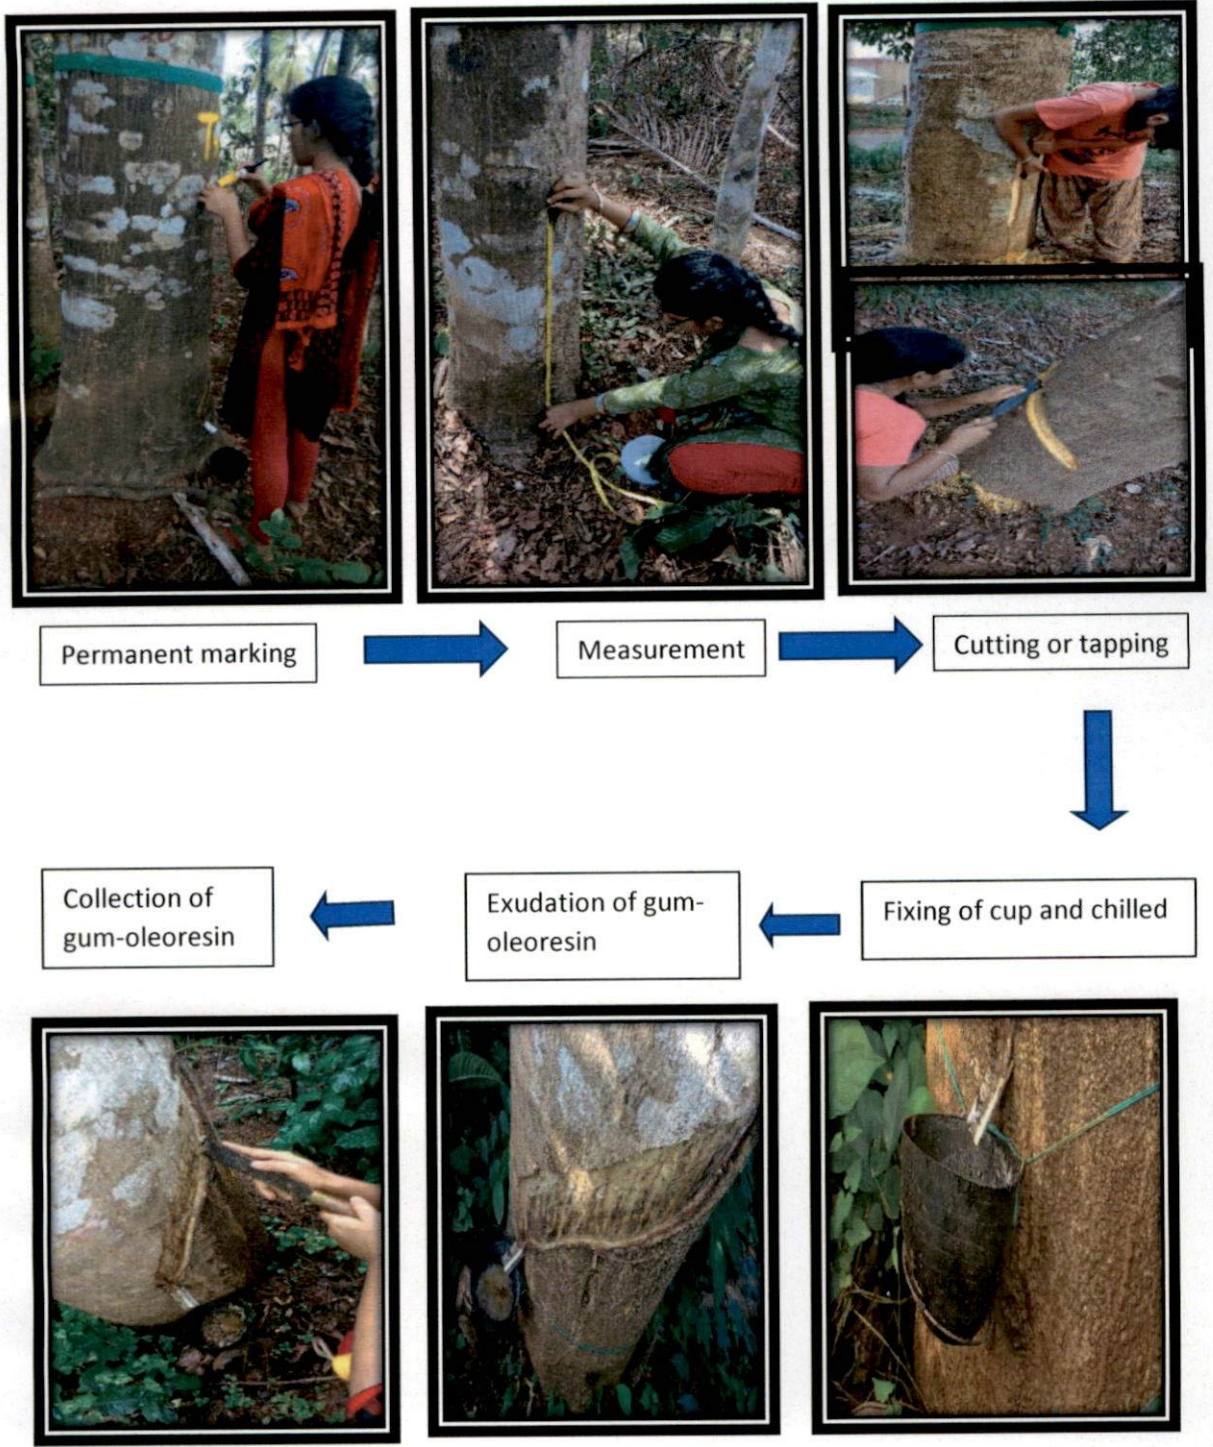 Permanent marking
Measurement
Cutting or tapping
Fixing of cup and chilled
Exudation of gum-
oleoresin
Collection of
gum-oleoresin